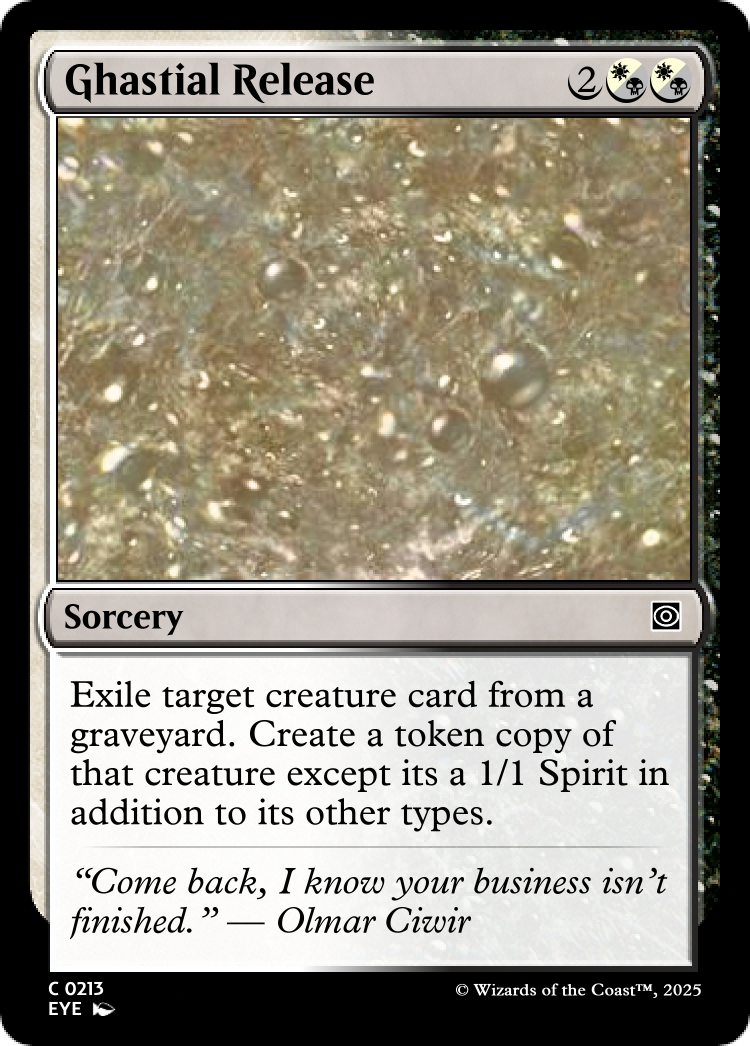 Ghastial Release 2
Sorcery
Exile target creature card from a
graveyard. Create a token copy of
that creature except its a 1/1 Spirit in
addition to its other types.
“Come back, I know your business isn’t
finished.” — Olmar Ciwir
C 0213
EYE
© Wizards of the Coast™, 2025